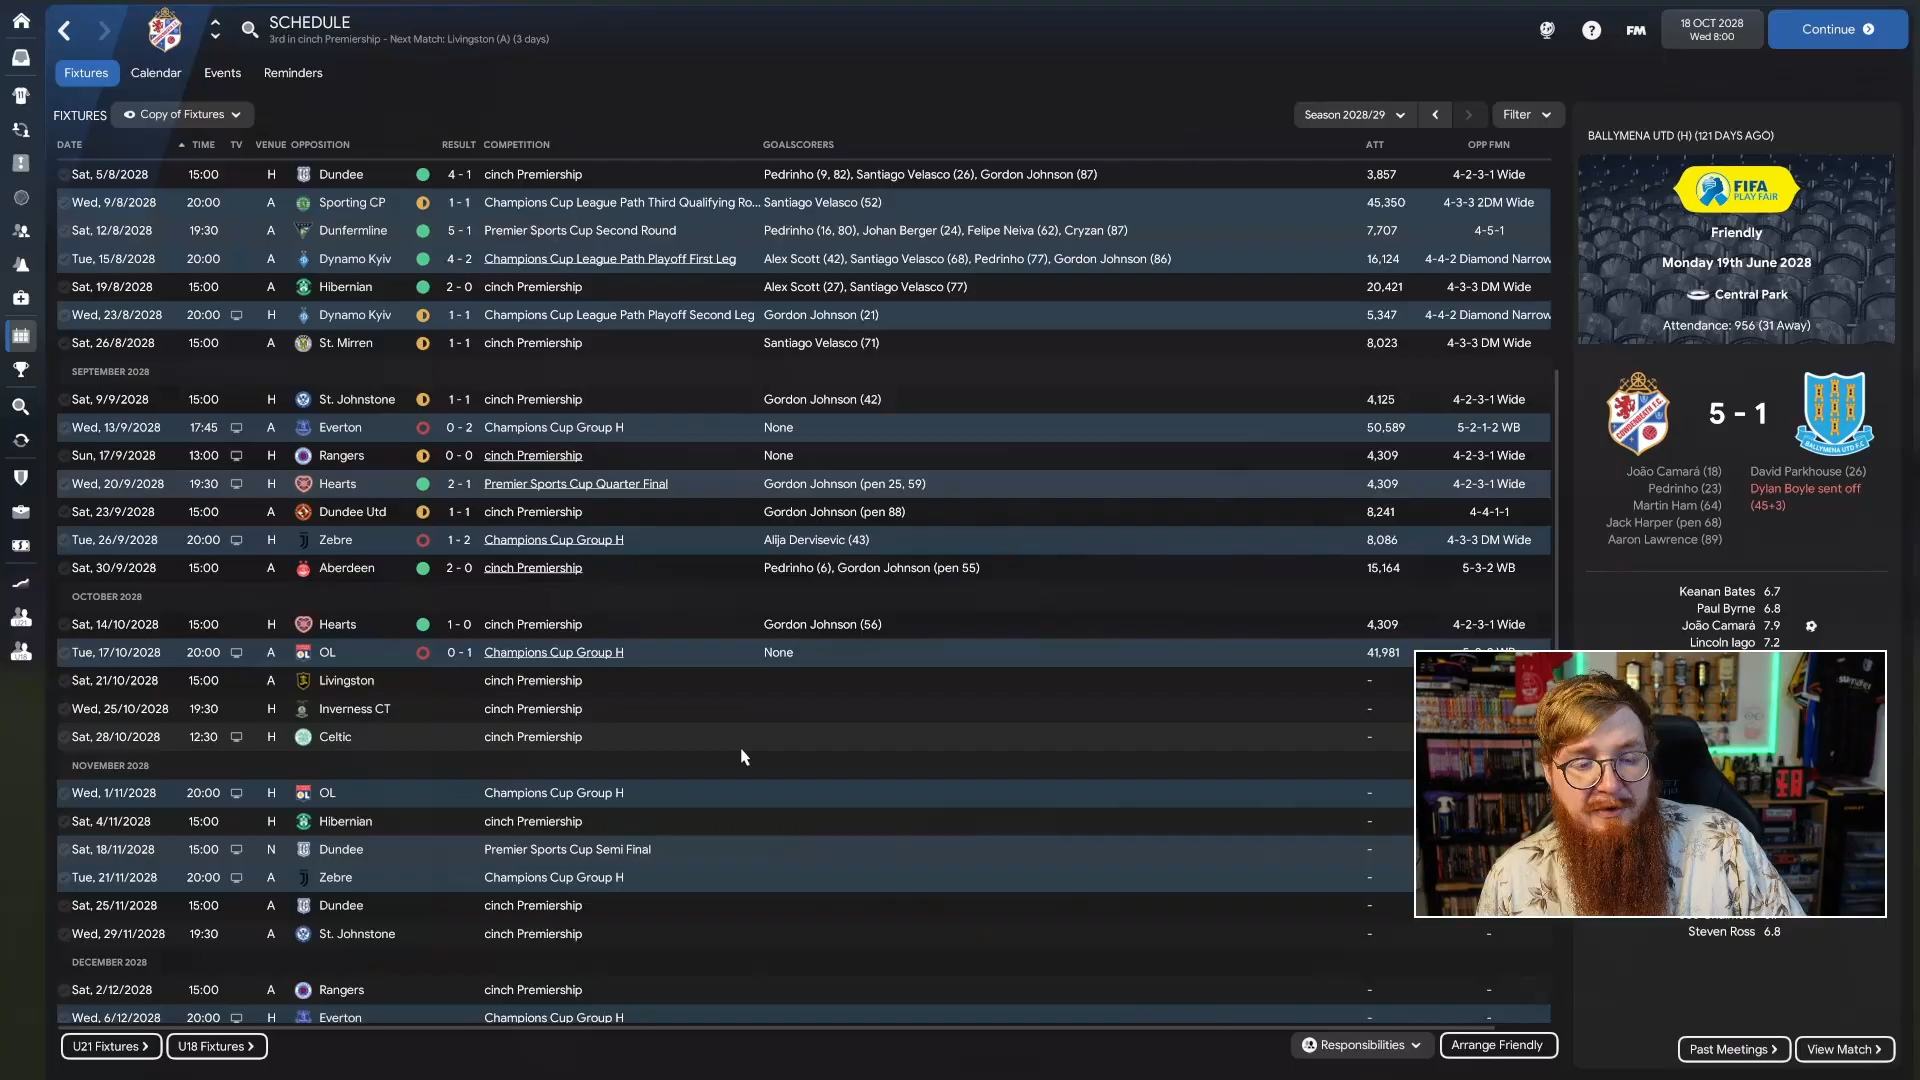 SCHEDULE
3rd in cinch Premiership - Next Match: Livingston (A) (3 days)
FM
18 OCT 2028
Wed 8:00
Continue
Fixtures Calendar Events Reminders
FIXTURES Copy of Fixtures
Season 2028/29 Filter
DATE TIME TV VENUE OPPOSITION RESULT COMPETITION GOALSCORERS ATT OPP FMN
Sat, 5/8/2028 15:00 H Dundee 4 - 1 cinch Premiership Pedrinho (9, 82), Santiago Velasco (26), Gordon Johnson (87) 3,857 4-2-3-1 Wide
Wed, 9/8/2028 20:00 A Sporting CP 1 - 1 Champions Cup League Path Third Qualifying Ro... Santiago Velasco (52) 45,350 4-3-3 2DM Wide
Sat, 12/8/2028 19:30 A Dunfermline 5 - 1 Premier Sports Cup Second Round Pedrinho (16, 80), Johan Berger (24), Felipe Neiva (62), Cryzan (87) 7,707 4-5-1
Tue, 15/8/2028 20:00 A Dynamo Kyiv 4 - 2 Champions Cup League Path Playoff First Leg Alex Scott (42), Santiago Velasco (68), Pedrinho (77), Gordon Johnson (86) 16,124 4-4-2 Diamond Narrow
Sat, 19/8/2028 15:00 A Hibernian 2 - 0 cinch Premiership Alex Scott (27), Santiago Velasco (77) 20,421 4-3-3 DM Wide
Wed, 23/8/2028 20:00 H Dynamo Kyiv 1 - 1 Champions Cup League Path Playoff Second Leg Gordon Johnson (21) 5,347 4-4-2 Diamond Narrow
Sat, 26/8/2028 15:00 A St. Mirren 1 - 1 cinch Premiership Santiago Velasco (71) 8,023 4-3-3 DM Wide
SEPTEMBER 2028
Sat, 9/9/2028 15:00 H St. Johnstone 1 - 1 cinch Premiership Gordon Johnson (42) 4,125 4-2-3-1 Wide
Wed, 13/9/2028 17:45 A Everton 0 - 2 Champions Cup Group H None 50,589 5-2-1-2 WB
Sun, 17/9/2028 13:00 H Rangers 0 - 0 cinch Premiership None 4,309 4-2-3-1 Wide
Wed, 20/9/2028 19:30 H Hearts 2 - 1 Premier Sports Cup Quarter Final Gordon Johnson (pen 25, 59) 4,309 4-2-3-1 Wide
Sat, 23/9/2028 15:00 A Dundee Utd 1 - 1 cinch Premiership Gordon Johnson (pen 88) 8,241 4-4-1-1
Tue, 26/9/2028 20:00 H Zebre 1 - 2 Champions Cup Group H Alija Dervisevic (43) 8,086 4-3-3 DM Wide
Sat, 30/9/2028 15:00 A Aberdeen 2 - 0 cinch Premiership Pedrinho (6), Gordon Johnson (pen 55) 15,164 5-3-2 WB
OCTOBER 2028
Sat, 14/10/2028 15:00 H Hearts 1 - 0 cinch Premiership Gordon Johnson (56) 4,309 4-2-3-1 Wide
Tue, 17/10/2028 20:00 A OL 0 - 1 Champions Cup Group H None 41,981
Sat, 21/10/2028 15:00 A Livingston cinch Premiership -
Wed, 25/10/2028 19:30 H Inverness CT cinch Premiership -
Sat, 28/10/2028 12:30 H Celtic cinch Premiership -
NOVEMBER 2028
Wed, 1/11/2028 20:00 H OL Champions Cup Group H -
Sat, 4/11/2028 15:00 H Hibernian cinch Premiership -
Sat, 18/11/2028 15:00 N Dundee Premier Sports Cup Semi Final -
Tue, 21/11/2028 20:00 A Zebre Champions Cup Group H -
Sat, 25/11/2028 15:00 A Dundee cinch Premiership -
Wed, 29/11/2028 19:30 A St. Johnstone cinch Premiership - -
DECEMBER 2028
Sat, 2/12/2028 15:00 A Rangers cinch Premiership - -
Wed, 6/12/2028 20:00 H Everton Champions Cup Group H - -
U21 Fixtures U18 Fixtures
Responsibilities Arrange Friendly
BALLYMENA UTD (H) (121 DAYS AGO)
FIFA
PLAY FAIR
Friendly
Monday 19th June 2028
Central Park
Attendance: 956 (31 Away)
COWDENBEATH F.C.
5 - 1
BALLYMENA UTD F.C.
João Camará (18) David Parkhouse (26)
Pedrinho (23) Dylan Boyle sent off
Martin Ham (64) (45+3)
Jack Harper (pen 68)
Aaron Lawrence (89)
Keanan Bates 6.7
Paul Byrne 6.8
João Camará 7.9
Lincoln Iago 7.2
Steven Ross 6.8
Past Meetings View Match
U21
U18